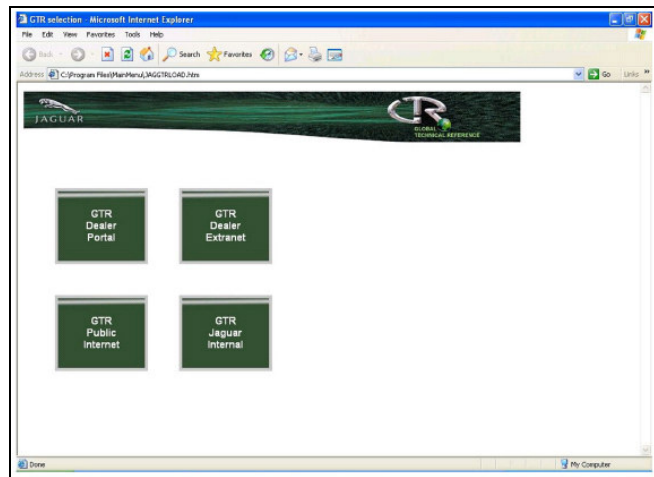 GTR selection - Microsoft Internet Explorer
File Edit View Favorites Tools Help
Back Search Favorites
Address C:\Program Files\MainMenu\JAGGTRLOAD.htm Go Links »
JAGUAR
GLOBAL
TECHNICAL REFERENCE
GTR
Dealer
Portal
GTR
Dealer
Extranet
GTR
Public
Internet
GTR
Jaguar
Internal
Done My Computer